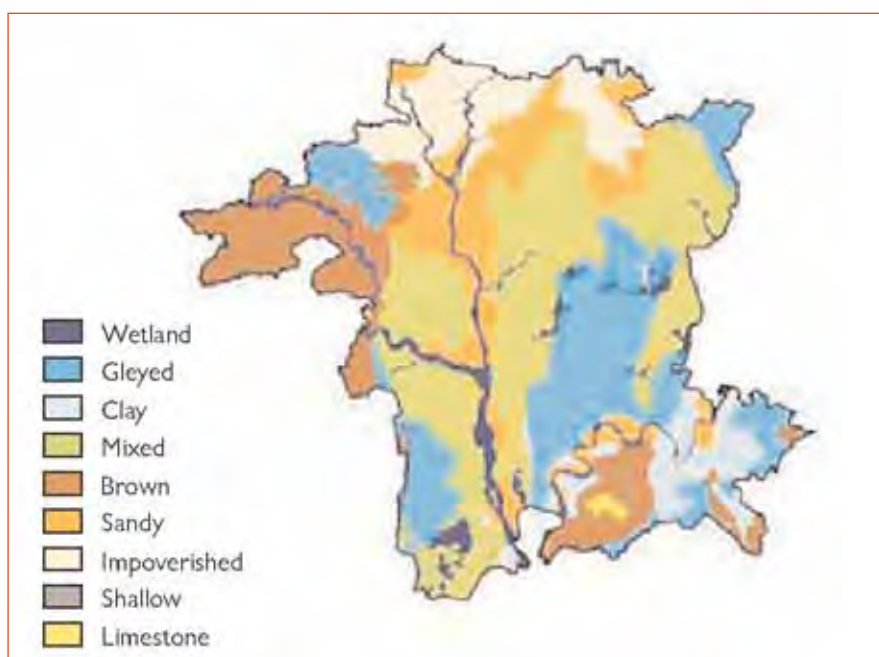 Wetland
Gleyed
Clay
Mixed
Brown
Sandy
Impoverished
Shallow
Limestone